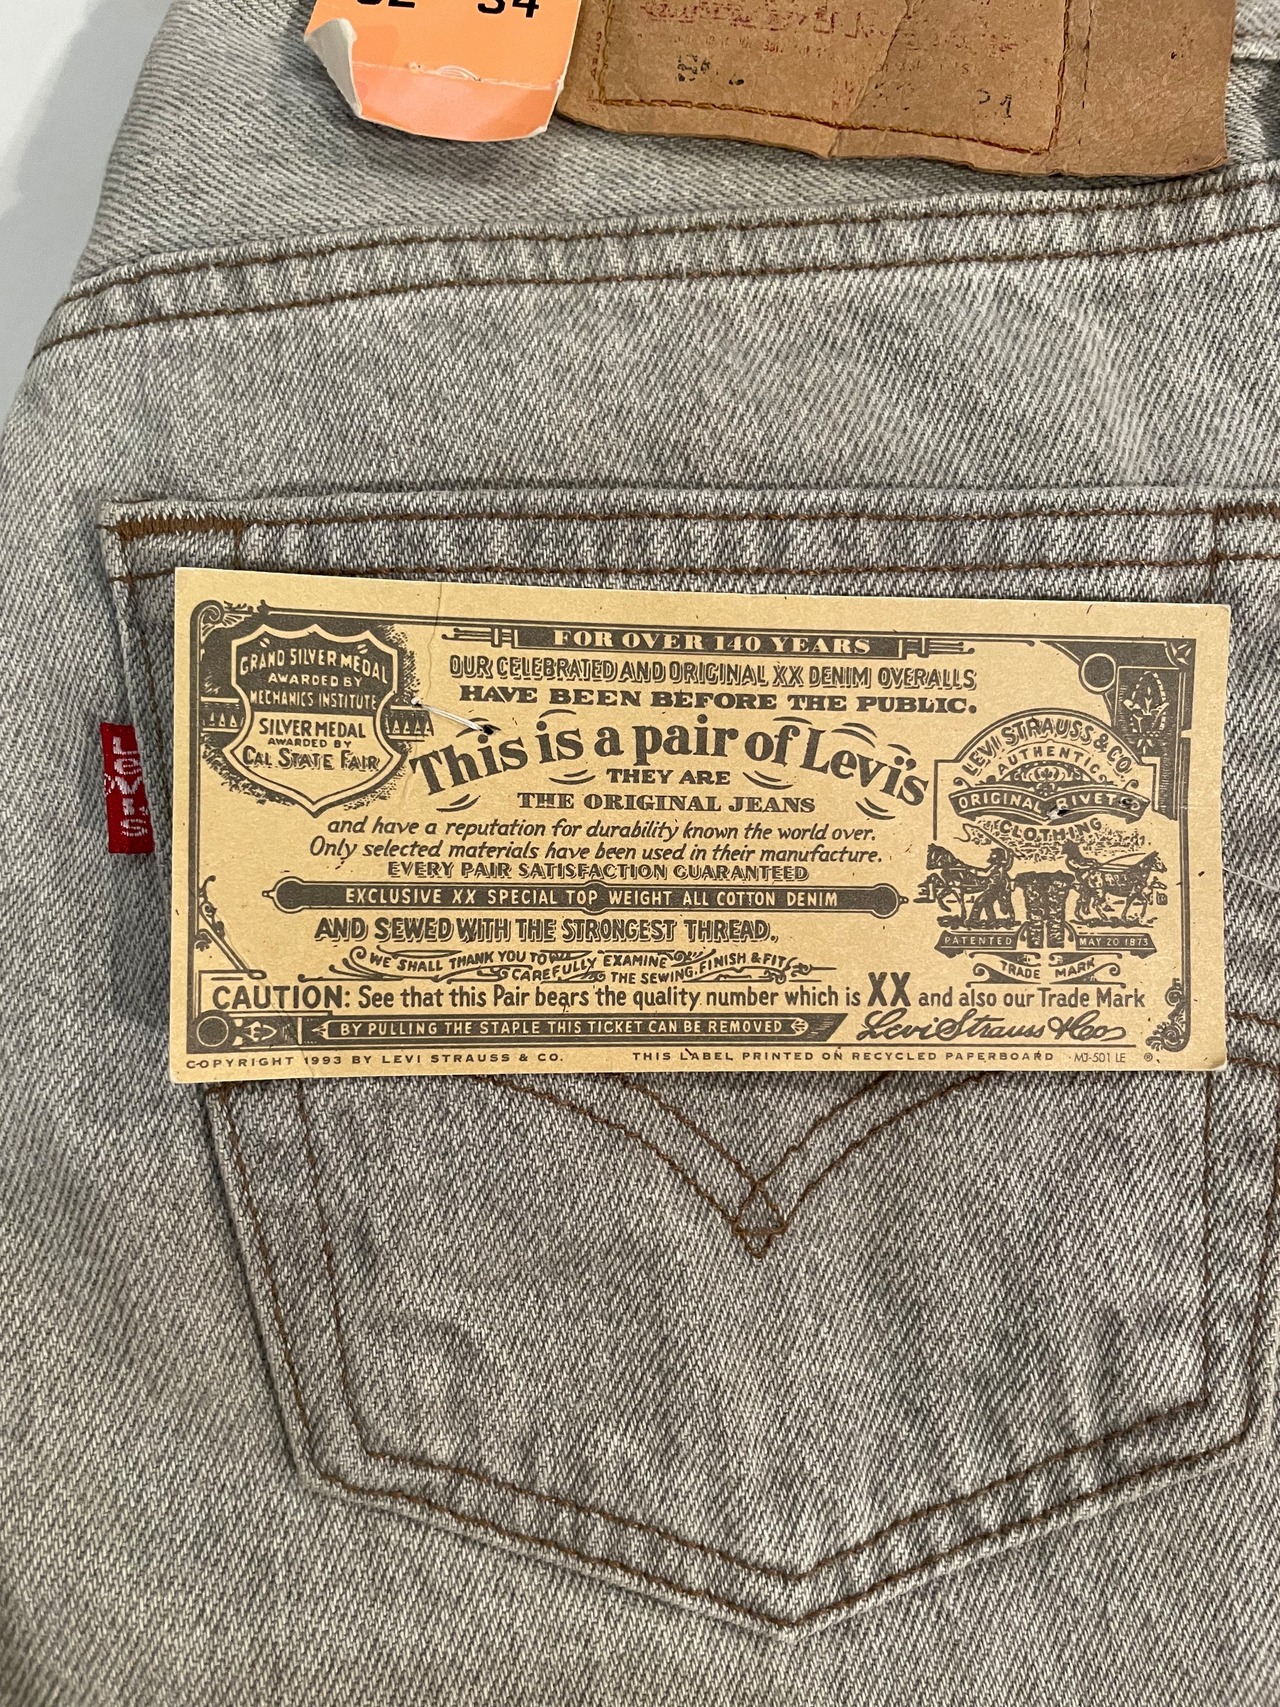 34
GRAND SILVER MEDAL
AWARDED BY
MECHANICS INSTITUTE
SILVER MEDAL
AWARDED BY
CAL. STATE FAIR
FOR OVER 140 YEARS
OUR CELEBRATED AND ORIGINAL XX DENIM OVERALLS
HAVE BEEN BEFORE THE PUBLIC.
This is a pair of Levi's
THEY ARE
THE ORIGINAL JEANS
and have a reputation for durability known the world over.
Only selected materials have been used in their manufacture.
EVERY PAIR SATISFACTION GUARANTEED
EXCLUSIVE XX SPECIAL TOP WEIGHT ALL COTTON DENIM
AND SEWED WITH THE STRONGEST THREAD.
WE SHALL THANK YOU TO CAREFULLY EXAMINE THE SEWING, FINISH & FIT
LEVI STRAUSS & CO.
AUTHENTIC
ORIGINAL RIVETED
CLOTHING
PATENTED MAY 20 1873
TRADE MARK
CAUTION: See that this Pair bears the quality number which is XX and also our Trade Mark
BY PULLING THE STAPLE THIS TICKET CAN BE REMOVED
Levi Strauss & Co
COPYRIGHT 1993 BY LEVI STRAUSS & CO. THIS LABEL PRINTED ON RECYCLED PAPERBOARD MJ-501 LE ®
LEVI'S